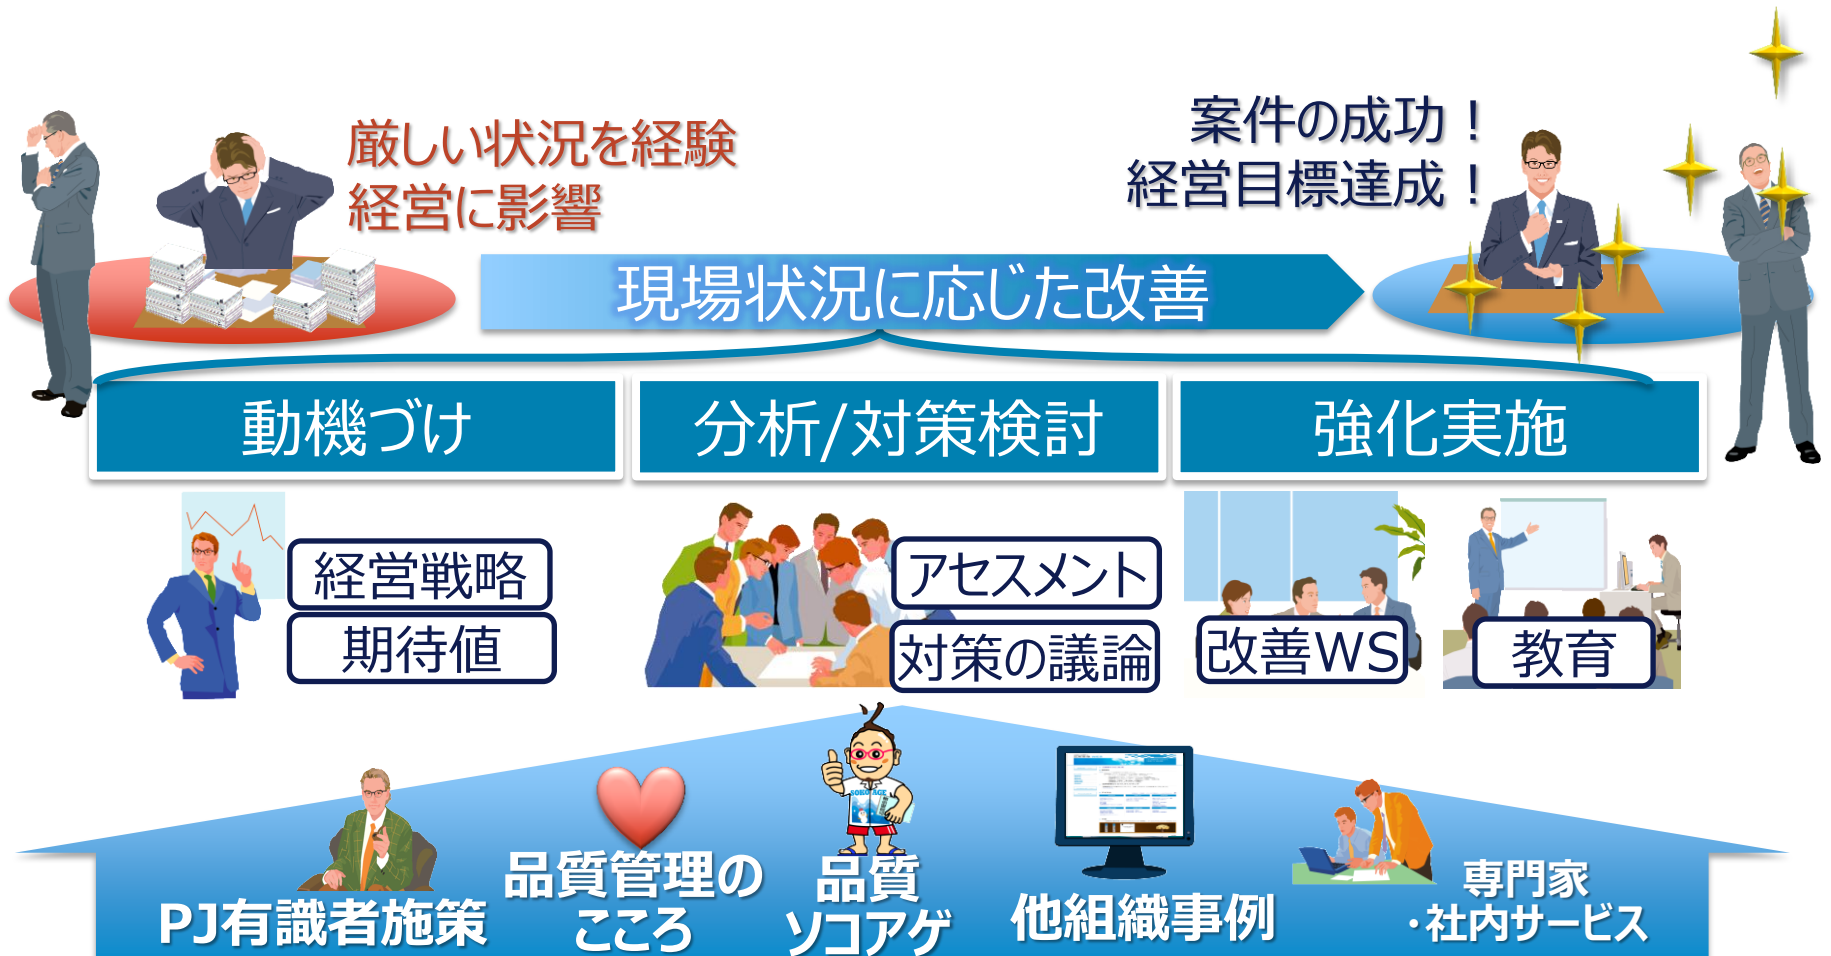 厳しい状況を経験
経営に影響
案件の成功！
経営目標達成！
現場状況に応じた改善
動機づけ
分析/対策検討
強化実施
経営戦略
期待値
アセスメント
対策の議論
改善WS
教育
SOKO AGE
PJ有識者施策
品質管理の
こころ
品質
ソコアゲ
他組織事例
専門家
・社内サービス